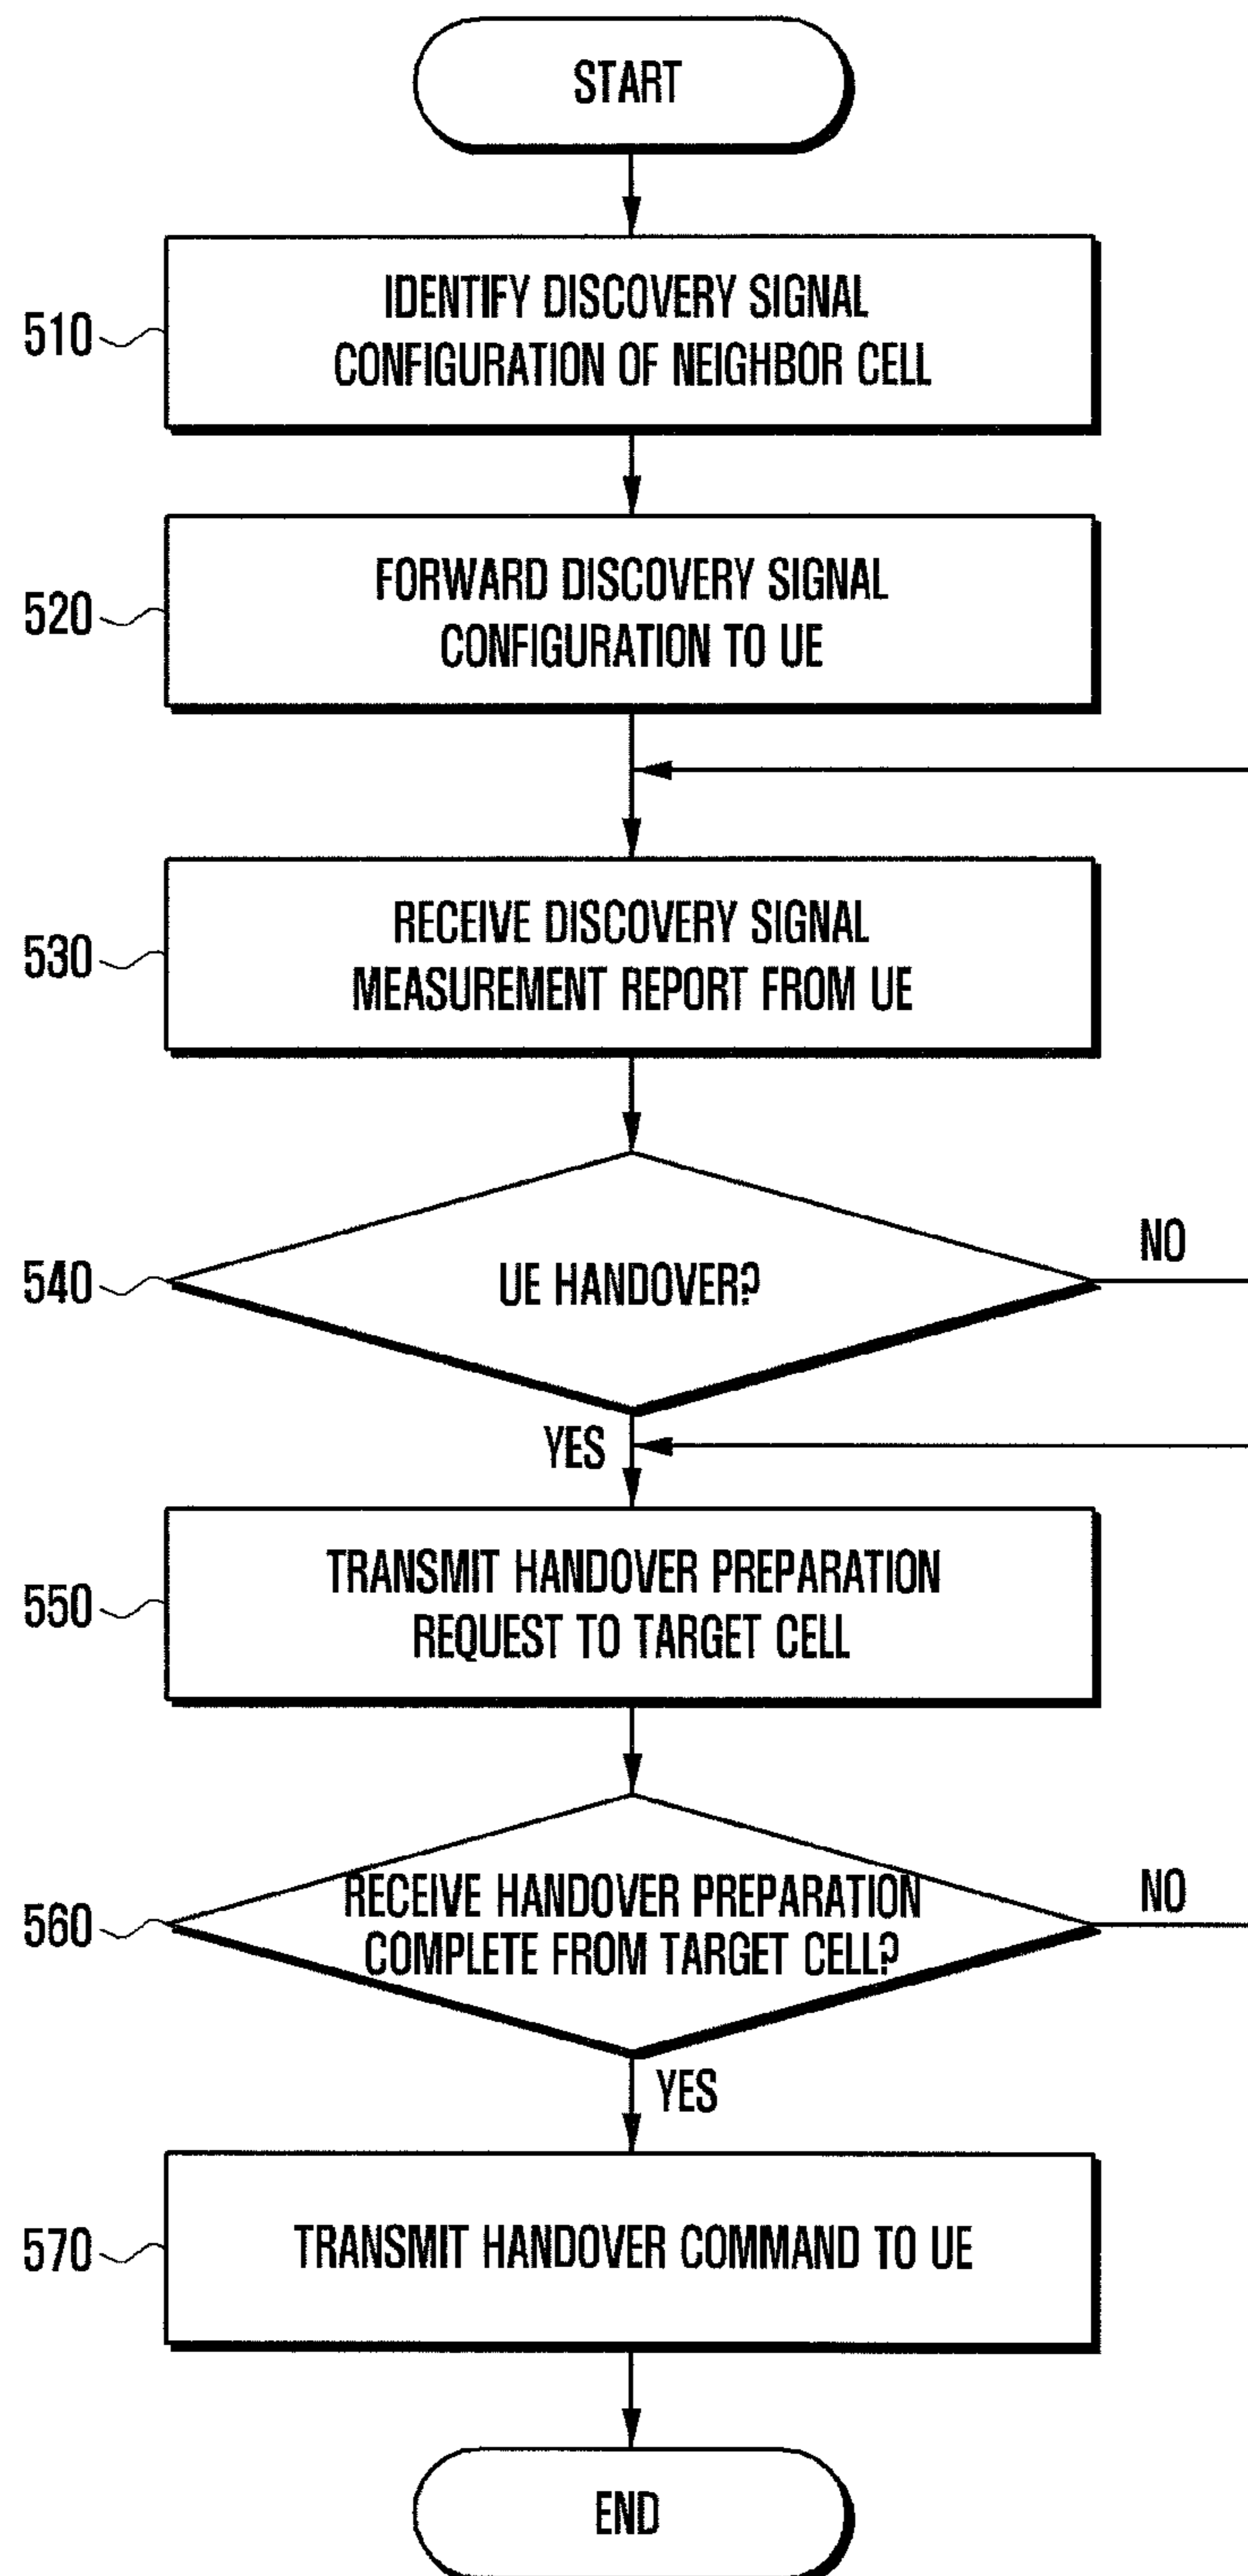 START
510
IDENTIFY DISCOVERY SIGNAL
CONFIGURATION OF NEIGHBOR CELL
520
FORWARD DISCOVERY SIGNAL
CONFIGURATION TO UE
530
RECEIVE DISCOVERY SIGNAL
MEASUREMENT REPORT FROM UE
540
UE HANDOVER?
NO
YES
550
TRANSMIT HANDOVER PREPARATION
REQUEST TO TARGET CELL
560
RECEIVE HANDOVER PREPARATION
COMPLETE FROM TARGET CELL?
NO
YES
570
TRANSMIT HANDOVER COMMAND TO UE
END